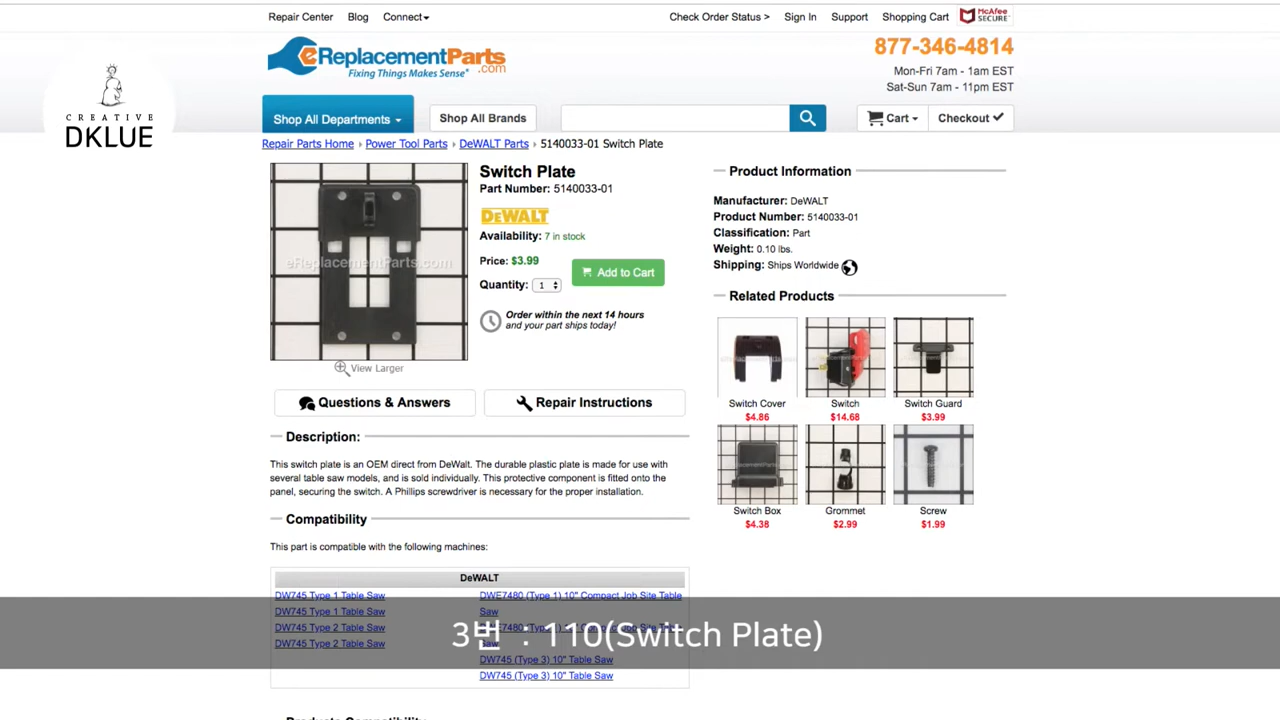 Repair Center Blog Connect
Check Order Status > Sign In Support Shopping Cart McAfee SECURE
eReplacementParts.com
Fixing Things Makes Sense
877-346-4814
Mon-Fri 7am - 1am EST
Sat-Sun 7am - 11pm EST
CREATIVE
DKLUE
Shop All Departments
Shop All Brands
Cart
Checkout
Repair Parts Home › Power Tool Parts › DeWALT Parts › 5140033-01 Switch Plate
Switch Plate
Part Number: 5140033-01
DEWALT
Availability: 7 in stock
Price: $3.99
Add to Cart
Quantity: 1
Order within the next 14 hours
and your part ships today!
eReplacementParts.com
View Larger
Questions & Answers
Repair Instructions
Description:
This switch plate is an OEM direct from DeWalt. The durable plastic plate is made for use with
several table saw models, and is sold individually. This protective component is fitted onto the
panel, securing the switch. A Phillips screwdriver is necessary for the proper installation.
Compatibility
This part is compatible with the following machines:
DeWALT
DW745 Type 1 Table Saw
DW745 Type 1 Table Saw
DW745 Type 2 Table Saw
DW745 Type 2 Table Saw
DWE7480 (Type 1) 10" Compact Job Site Table
Saw
DWE7480 (Type 1) 10" Compact Job Site Table
Saw
DW745 (Type 3) 10" Table Saw
DW745 (Type 3) 10" Table Saw
Product Information
Manufacturer: DeWALT
Product Number: 5140033-01
Classification: Part
Weight: 0.10 lbs.
Shipping: Ships Worldwide
Related Products
Switch Cover
$4.86
Switch
$14.68
Switch Guard
$3.99
Switch Box
$4.38
Grommet
$2.99
Screw
$1.99
3번 : 110(Switch Plate)